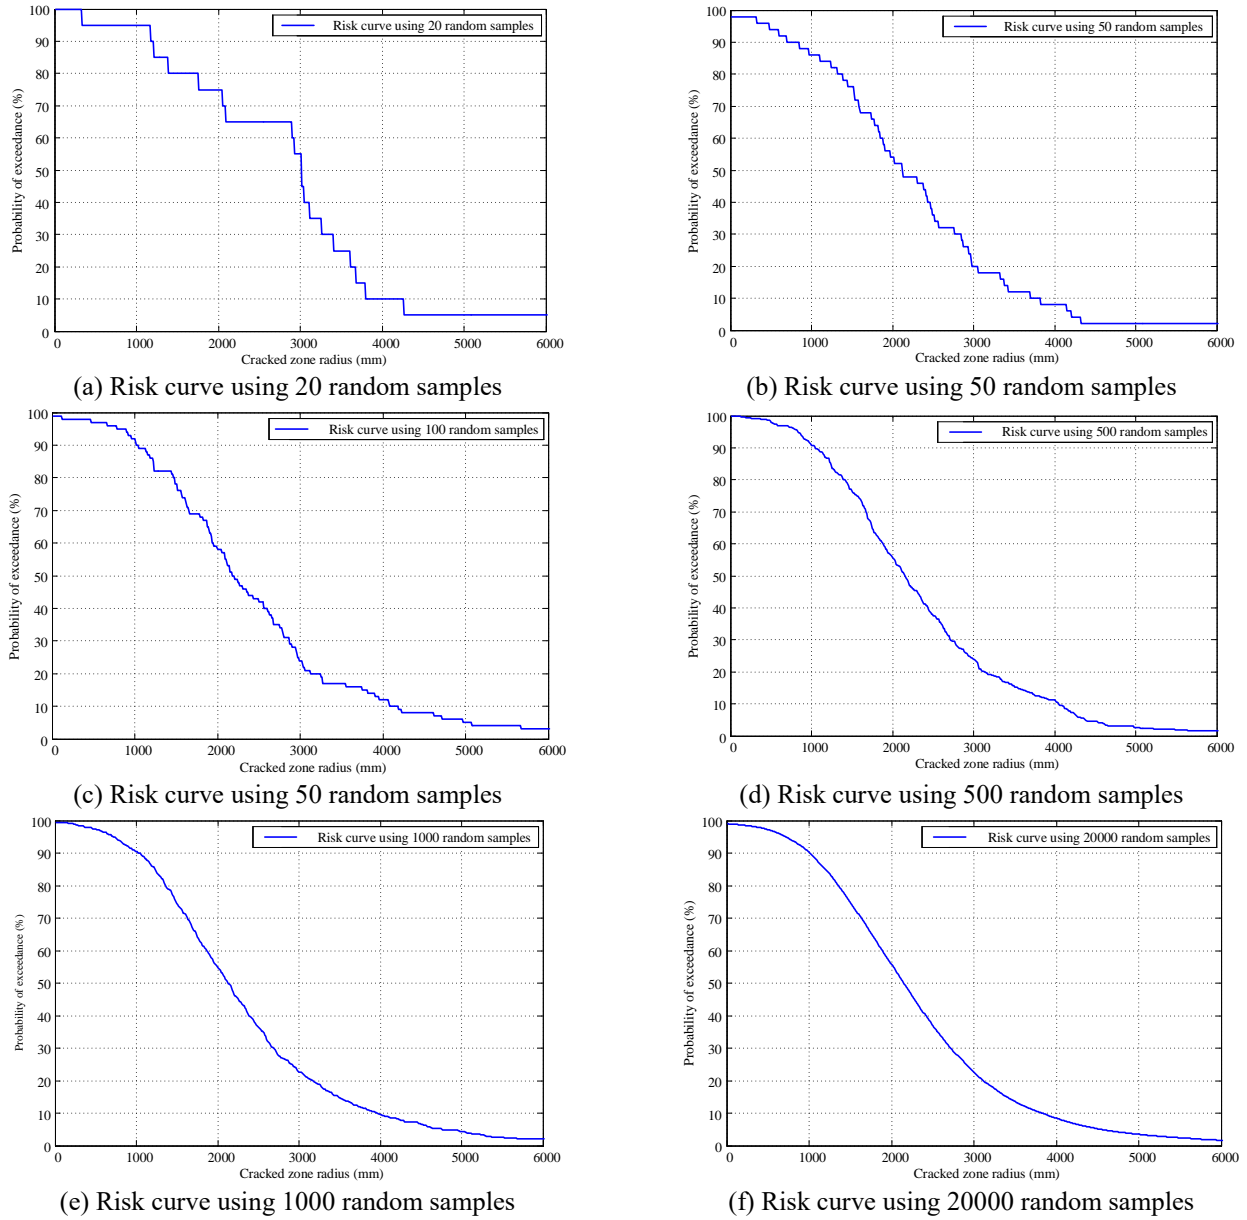 Risk curve using 20 random samples
Probability of exceedance (%)
100
90
80
70
60
50
40
30
20
10
0
0 1000 2000 3000 4000 5000 6000
Cracked zone radius (mm)
(a) Risk curve using 20 random samples
Risk curve using 50 random samples
Probability of exceedance (%)
100
90
80
70
60
50
40
30
20
10
0
0 1000 2000 3000 4000 5000 6000
Cracked zone radius (mm)
(b) Risk curve using 50 random samples
Risk curve using 100 random samples
Probability of exceedance (%)
100
90
80
70
60
50
40
30
20
10
0
0 1000 2000 3000 4000 5000 6000
Cracked zone radius (mm)
(c) Risk curve using 50 random samples
Risk curve using 500 random samples
Probability of exceedance (%)
100
90
80
70
60
50
40
30
20
10
0
0 1000 2000 3000 4000 5000 6000
Cracked zone radius (mm)
(d) Risk curve using 500 random samples
Risk curve using 1000 random samples
Probability of exceedance (%)
100
90
80
70
60
50
40
30
20
10
0
0 1000 2000 3000 4000 5000 6000
Cracked zone radius (mm)
(e) Risk curve using 1000 random samples
Risk curve using 20000 random samples
Probability of exceedance (%)
100
90
80
70
60
50
40
30
20
10
0
0 1000 2000 3000 4000 5000 6000
Cracked zone radius (mm)
(f) Risk curve using 20000 random samples